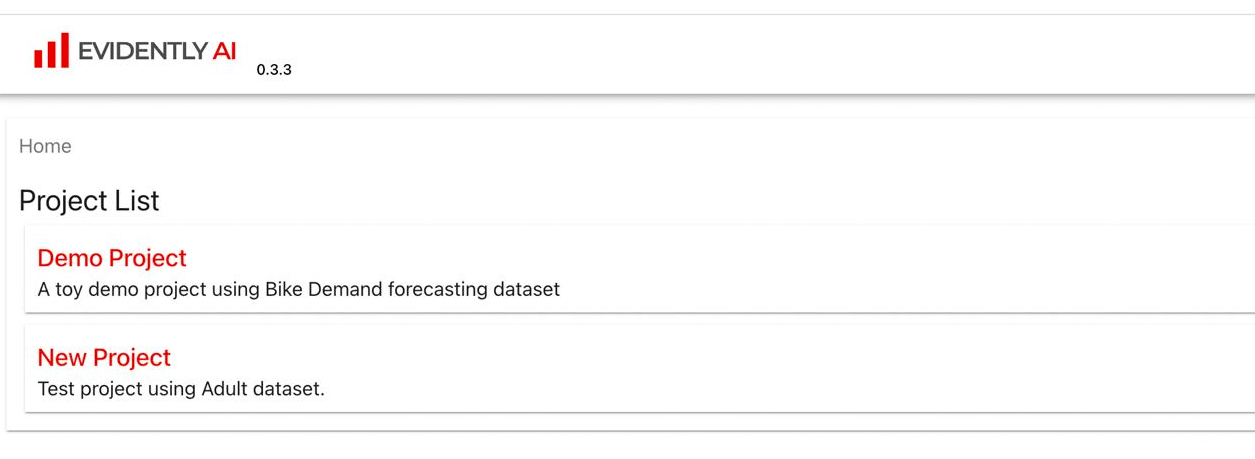 EVIDENTLY AI
0.3.3
Home
Project List
Demo Project
A toy demo project using Bike Demand forecasting dataset
New Project
Test project using Adult dataset.